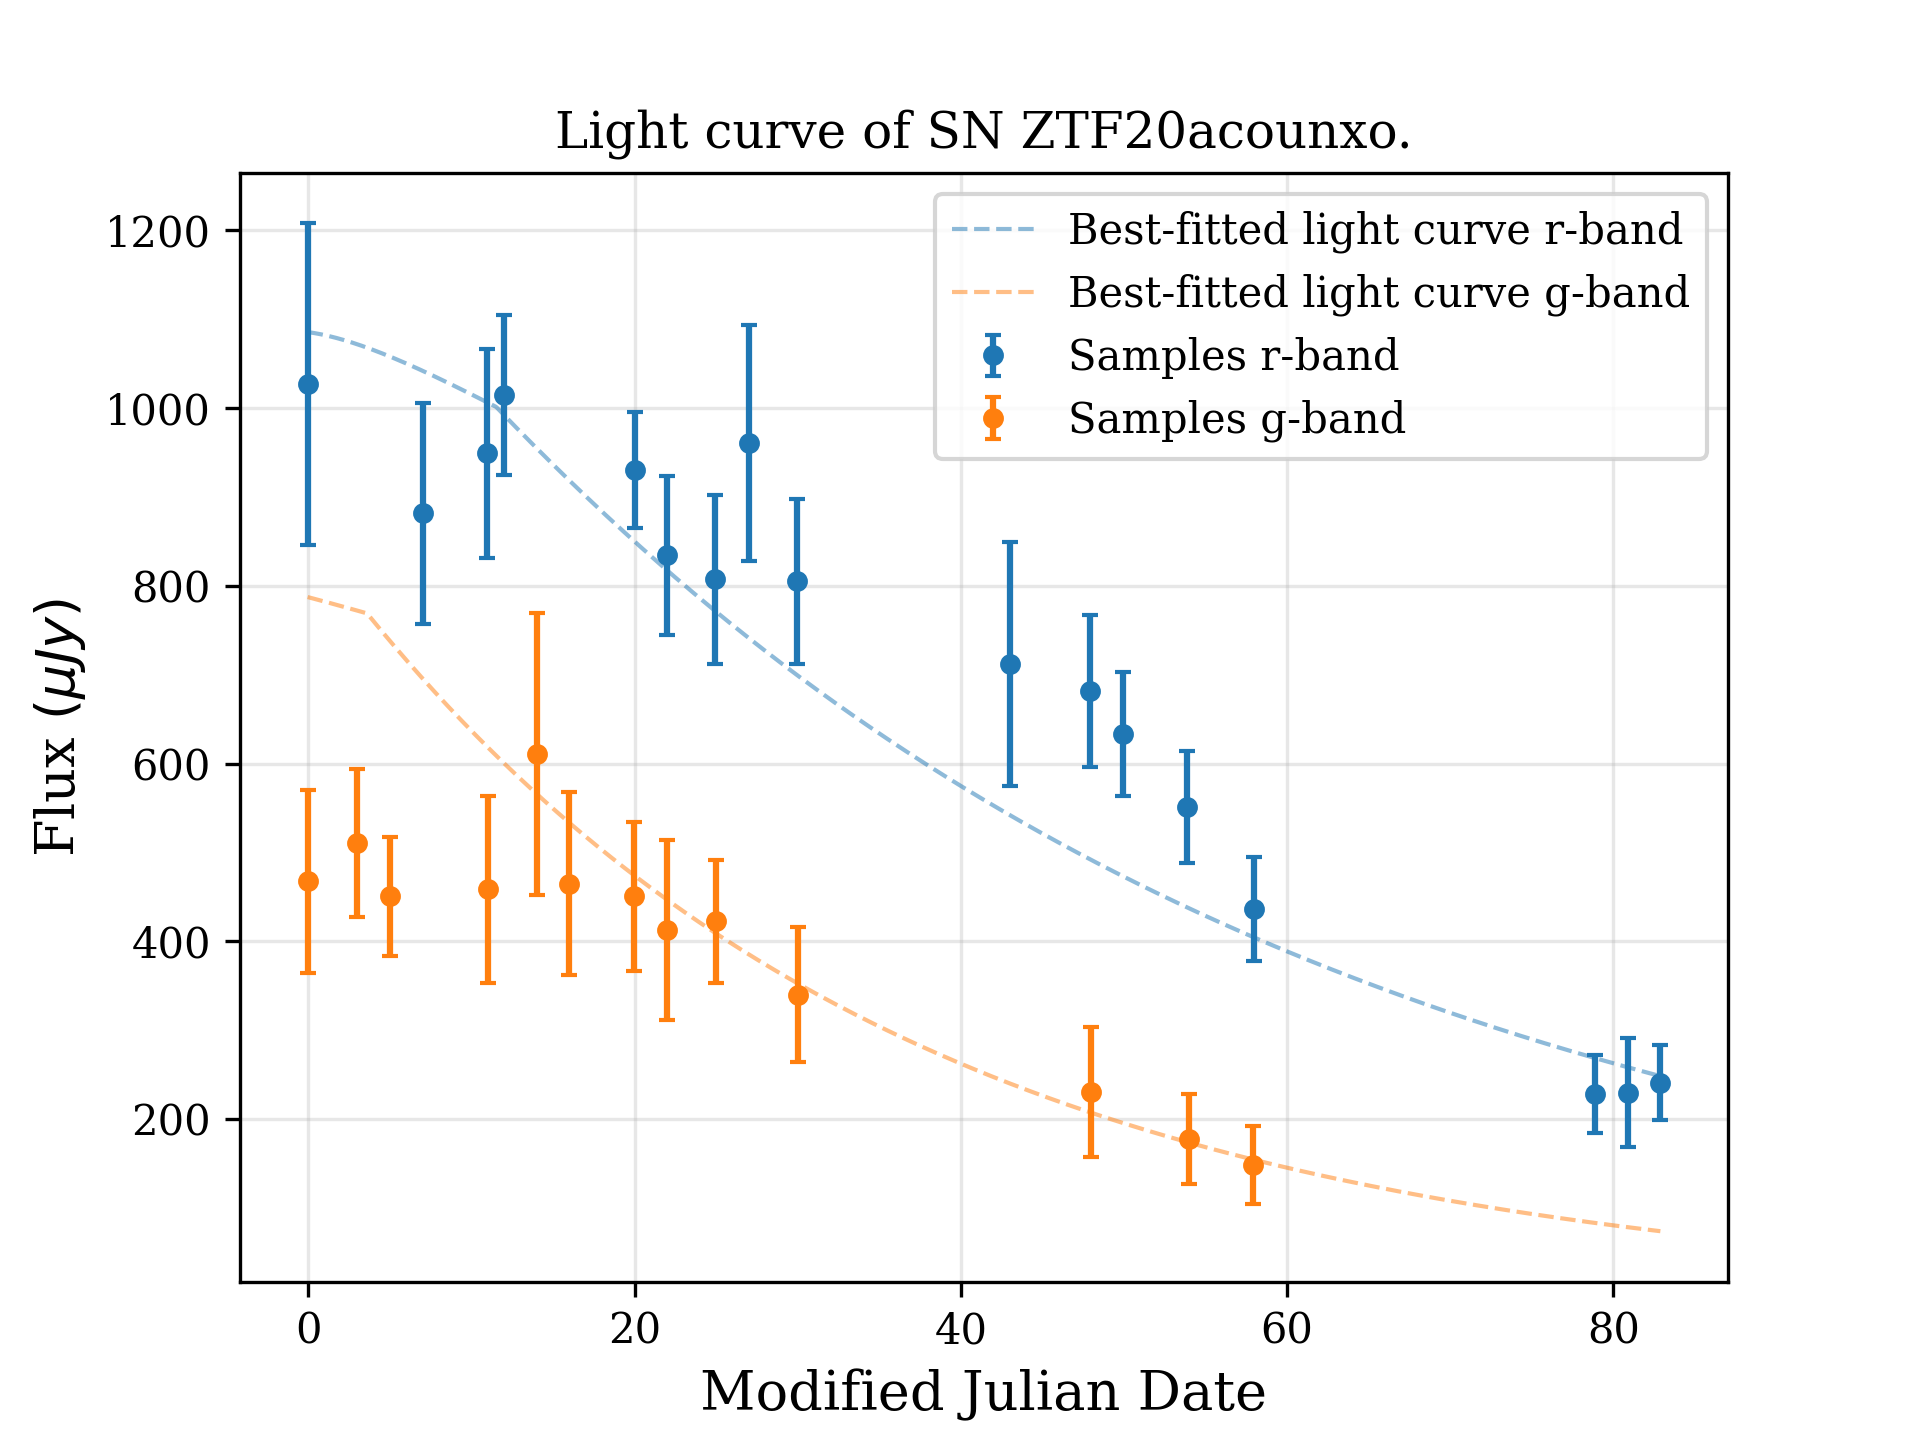 Light curve of SN ZTF20acounxo.
1200
1000
800
600
400
200
Flux (μJy)
Best-fitted light curve r-band
Best-fitted light curve g-band
Samples r-band
Samples g-band
0 20 40 60 80
Modified Julian Date